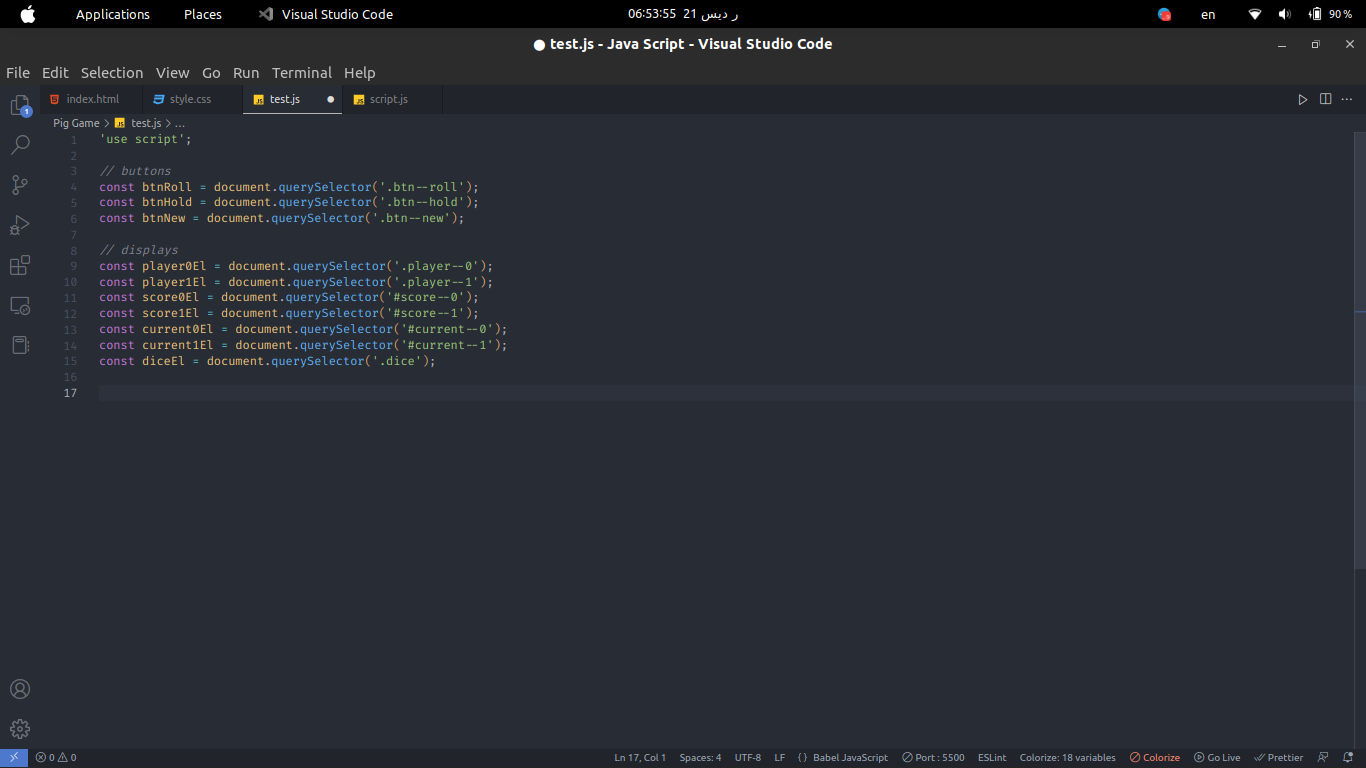 Applications Places Visual Studio Code 06:53:55 21 ر ديس en 90 %
● test.js - Java Script - Visual Studio Code
File Edit Selection View Go Run Terminal Help
1 index.html style.css JS test.js ● JS script.js ...
Pig Game > JS test.js > ...
1 'use script';
2
3 // buttons
4 const btnRoll = document.querySelector('.btn--roll');
5 const btnHold = document.querySelector('.btn--hold');
6 const btnNew = document.querySelector('.btn--new');
7
8 // displays
9 const player0El = document.querySelector('.player--0');
10 const player1El = document.querySelector('.player--1');
11 const score0El = document.querySelector('#score--0');
12 const score1El = document.querySelector('#score--1');
13 const current0El = document.querySelector('#current--0');
14 const current1El = document.querySelector('#current--1');
15 const diceEl = document.querySelector('.dice');
16
17
0 0 Ln 17, Col 1 Spaces: 4 UTF-8 LF {} Babel JavaScript Port : 5500 ESLint Colorize: 18 variables Colorize Go Live Prettier